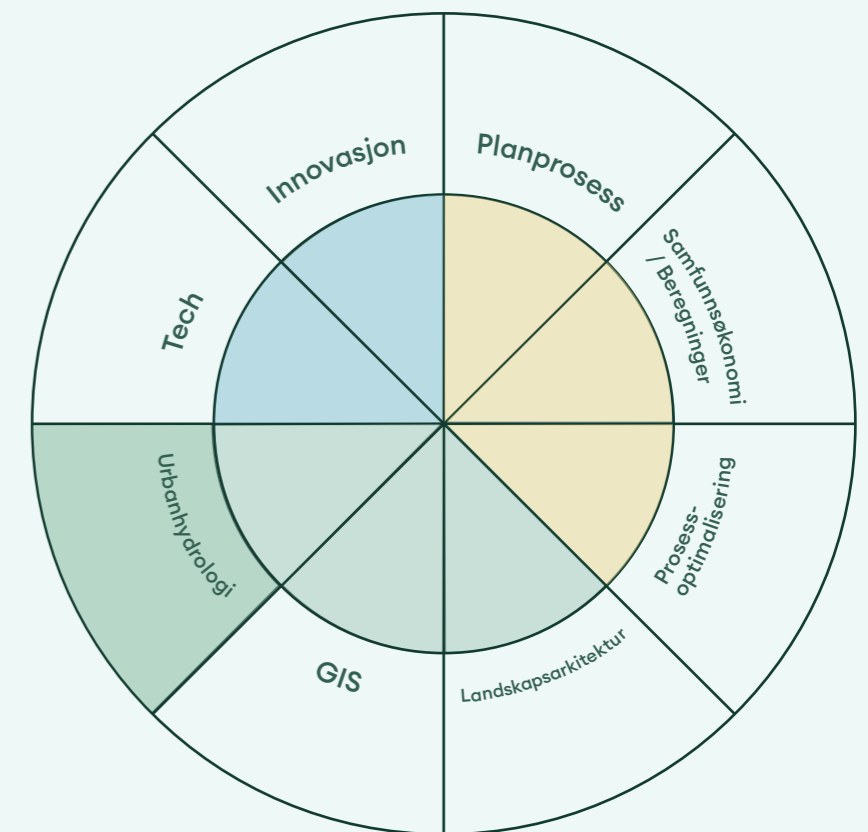 Innovasjon
Planprosess
Samfunnsøkonomi
/ Beregninger
Prosess-
optimalisering
Landskapsarkitektur
GIS
Urbanhydrologi
Tech